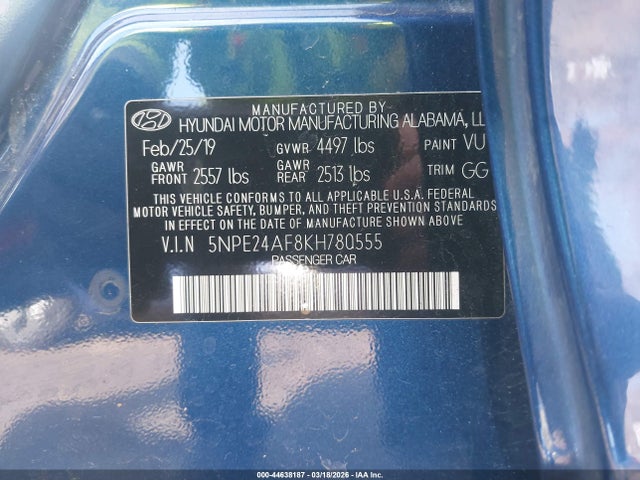 MANUFACTURED BY
HYUNDAI MOTOR MANUFACTURING ALABAMA, LL
Feb/25/19 GVWR 4497 lbs PAINT VU
GAWR FRONT 2557 lbs GAWR REAR 2513 lbs TRIM GG
THIS VEHICLE CONFORMS TO ALL APPLICABLE U.S.A. FEDERAL
MOTOR VEHICLE SAFETY, BUMPER, AND THEFT PREVENTION STANDARDS
IN EFFECT ON THE DATE OF MANUFACTURE SHOWN ABOVE.
V.I.N 5NPE24AF8KH780555
PASSENGER CAR
000-44638187 - 03/18/2026 - IAA Inc.